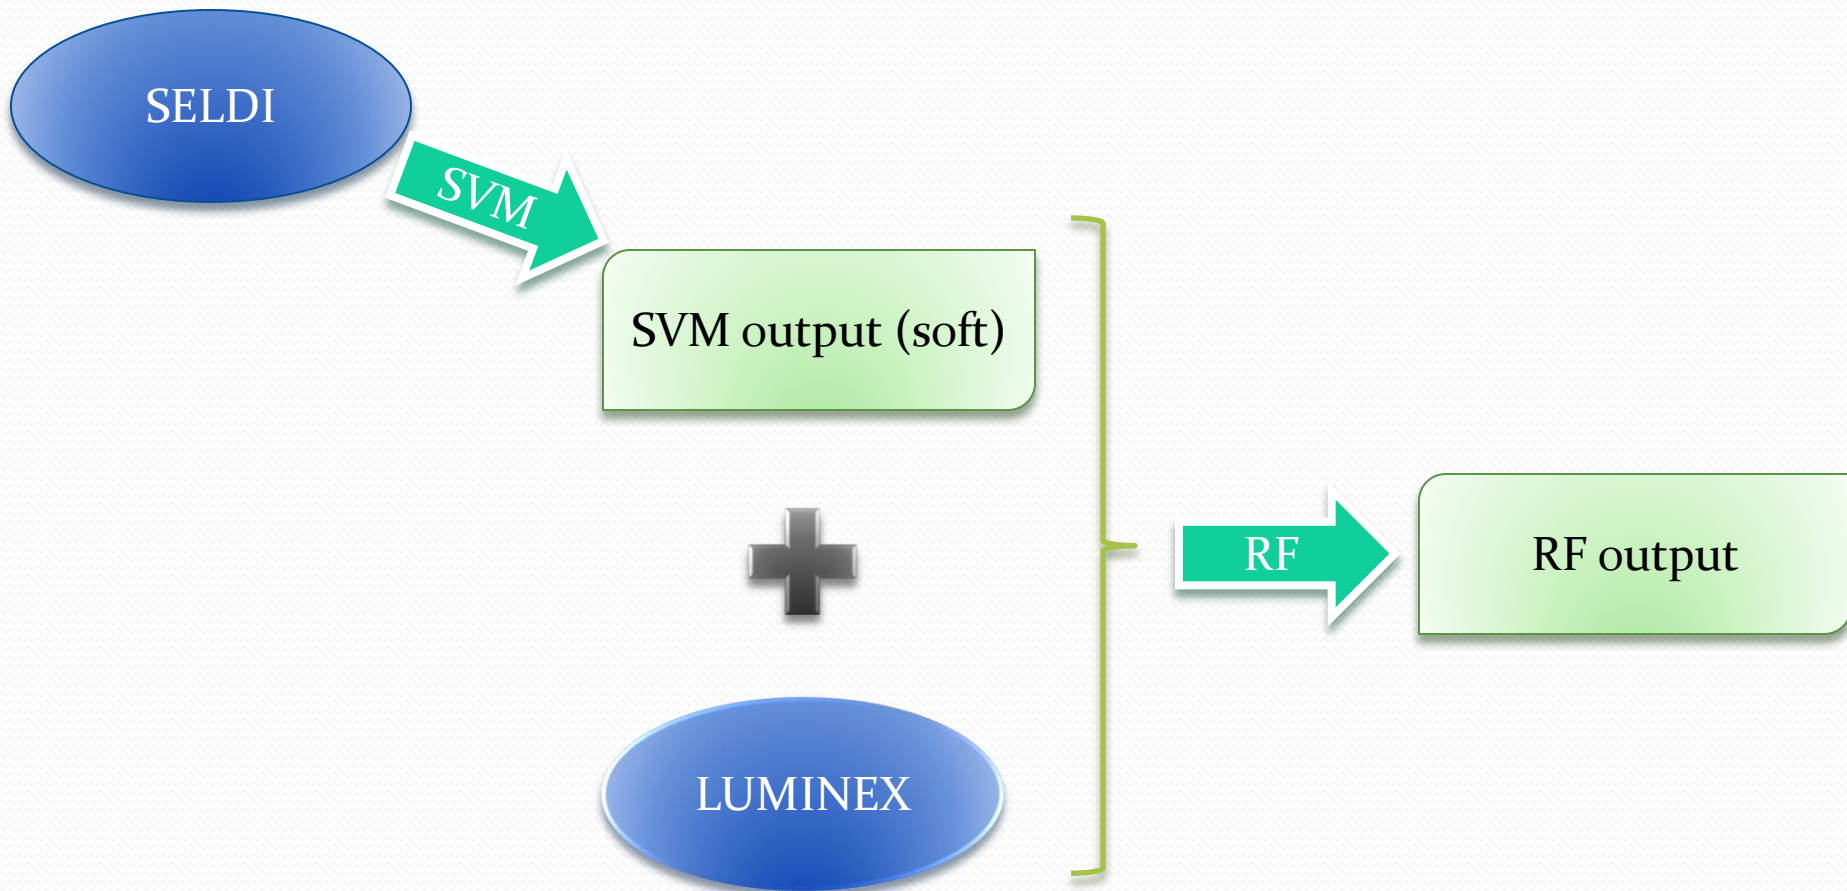 SELDI
SVM
SVM output (soft)
RF
RF output
LUMINEX